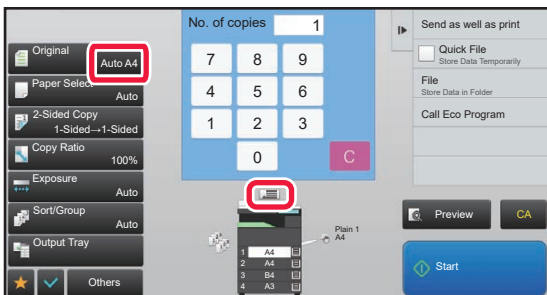 Original
Auto A4
Paper Select
Auto
2-Sided Copy
1-Sided→1-Sided
Copy Ratio
100%
Exposure
Auto
Sort/Group
Auto
Output Tray
Others
No. of copies 1
7 8 9
4 5 6
1 2 3
0 C
Plain 1
A4
1 A4
2 A4
3 B4
4 A3
Send as well as print
Quick File
Store Data Temporarily
File
Store Data in Folder
Call Eco Program
Preview CA
Start